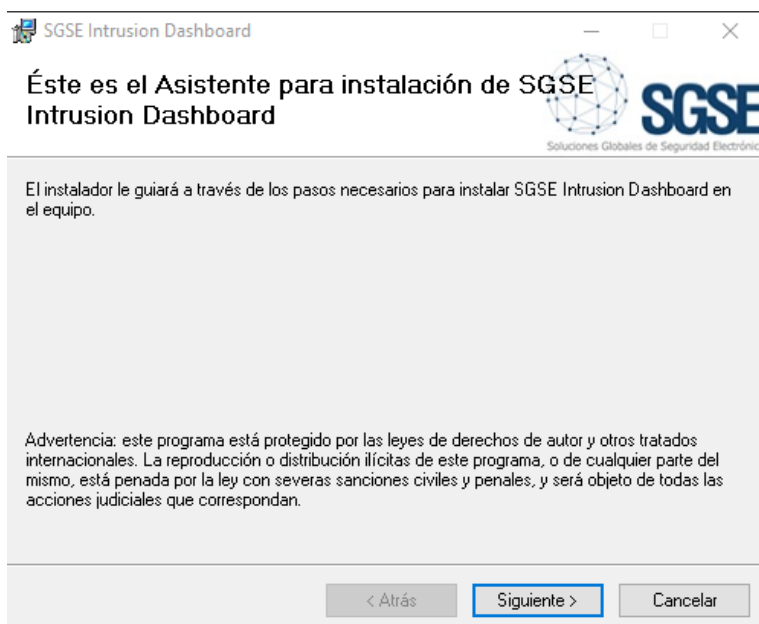 SGSE Intrusion Dashboard
Éste es el Asistente para instalación de SGSE
Intrusion Dashboard
SGSE
Soluciones Globales de Seguridad Electrónic
El instalador le guiará a través de los pasos necesarios para instalar SGSE Intrusion Dashboard en
el equipo.
Advertencia: este programa está protegido por las leyes de derechos de autor y otros tratados
internacionales. La reproducción o distribución ilícitas de este programa, o de cualquier parte del
mismo, está penada por la ley con severas sanciones civiles y penales, y será objeto de todas las
acciones judiciales que correspondan.
< Atrás
Siguiente >
Cancelar